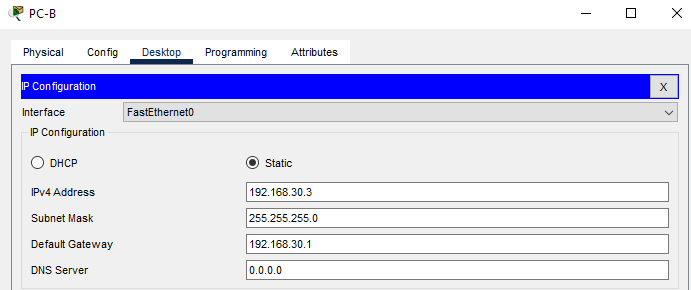 PC-B
Physical Config Desktop Programming Attributes
IP Configuration X
Interface FastEthernet0
IP Configuration
DHCP Static
IPv4 Address 192.168.30.3
Subnet Mask 255.255.255.0
Default Gateway 192.168.30.1
DNS Server 0.0.0.0